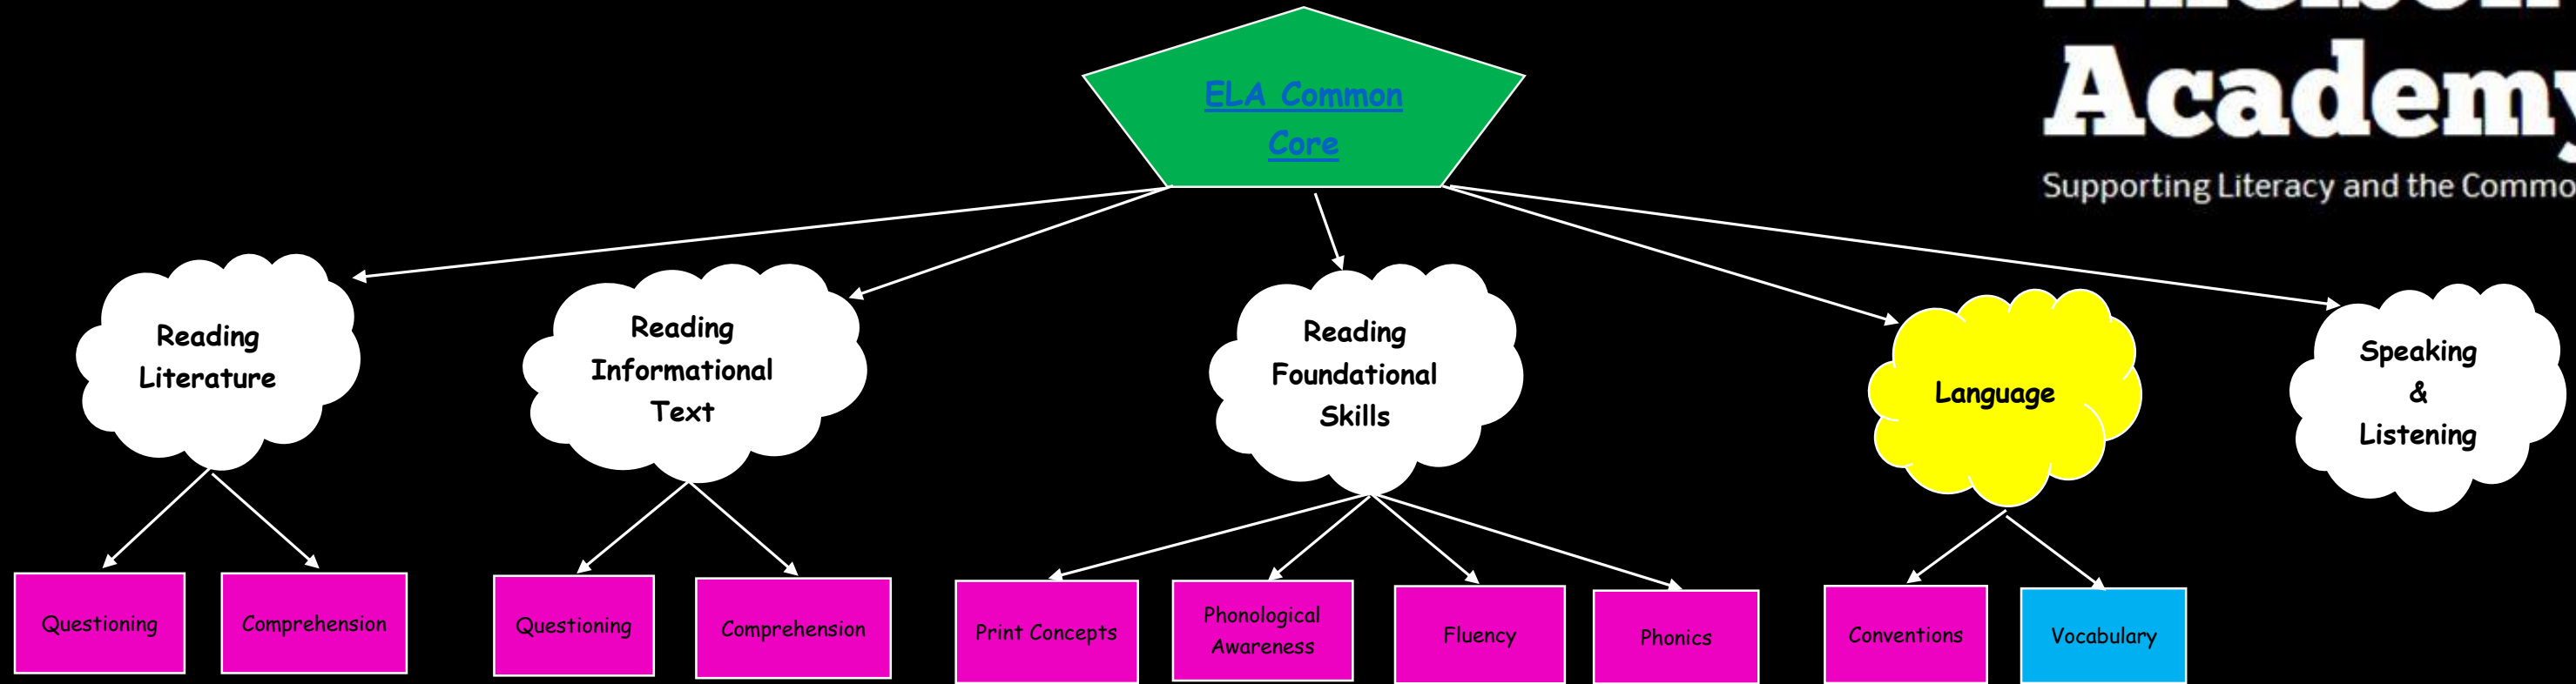 Academy
Supporting Literacy and the Commo
ELA Common
Core
Reading
Literature
Reading
Informational
Text
Reading
Foundational
Skills
Language
Speaking
&
Listening
Questioning
Comprehension
Questioning
Comprehension
Print Concepts
Phonological
Awareness
Fluency
Phonics
Conventions
Vocabulary